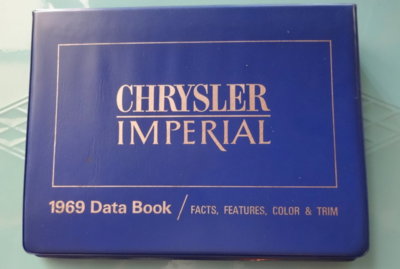 CHRYSLER
IMPERIAL
1969 Data Book / FACTS, FEATURES, COLOR & TRIM